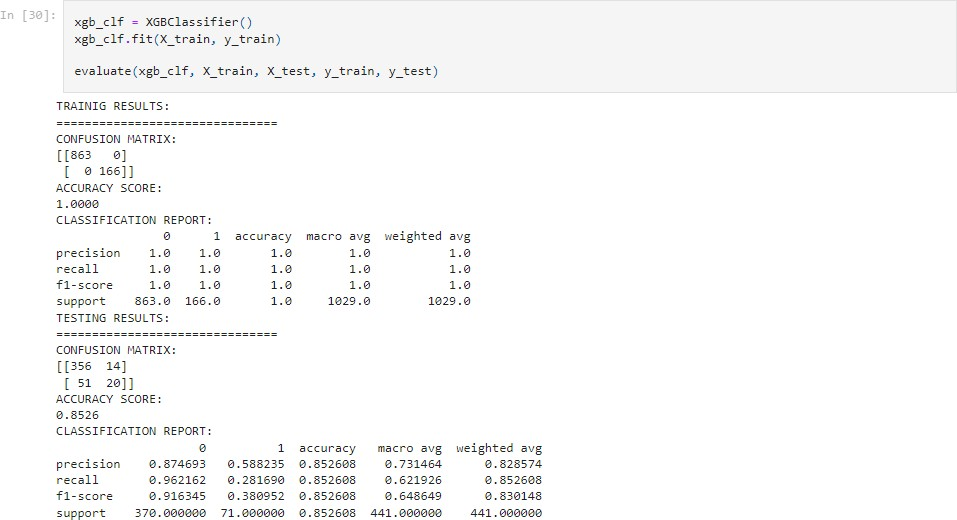 In [30]:
xgb_clf = XGBClassifier()
xgb_clf.fit(X_train, y_train)
evaluate(xgb_clf, X_train, X_test, y_train, y_test)
TRAINIG RESULTS:
===============================
CONFUSION MATRIX:
[[863   0]
 [  0 166]]
ACCURACY SCORE:
1.0000
CLASSIFICATION REPORT:
               0      1  accuracy  macro avg  weighted avg
precision    1.0    1.0       1.0        1.0           1.0
recall       1.0    1.0       1.0        1.0           1.0
f1-score     1.0    1.0       1.0        1.0           1.0
support    863.0  166.0       1.0     1029.0        1029.0
TESTING RESULTS:
===============================
CONFUSION MATRIX:
[[356  14]
 [ 51  20]]
ACCURACY SCORE:
0.8526
CLASSIFICATION REPORT:
                    0          1  accuracy   macro avg  weighted avg
precision    0.874693   0.588235  0.852608    0.731464      0.828574
recall       0.962162   0.281690  0.852608    0.621926      0.852608
f1-score     0.916345   0.380952  0.852608    0.648649      0.830148
support    370.000000  71.000000  0.852608  441.000000    441.000000